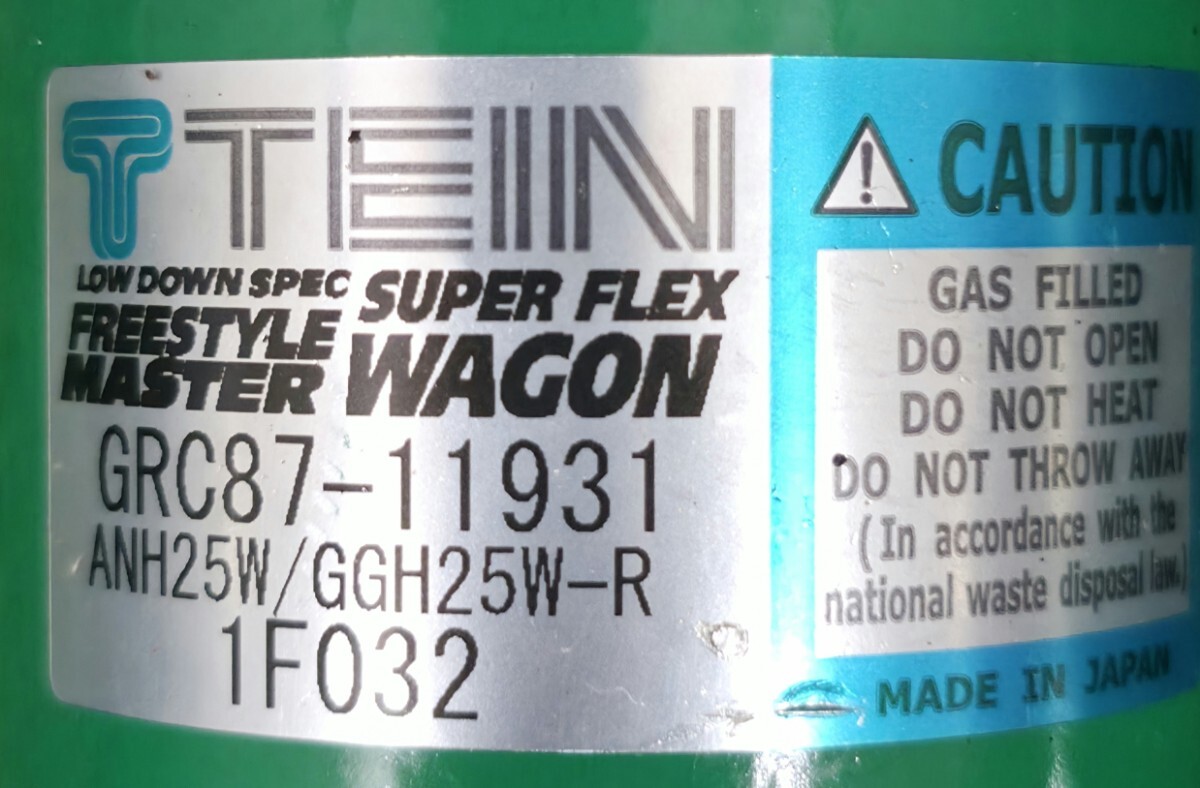 TEIN
LOW DOWN SPEC SUPER FLEX
FREESTYLE
MASTER WAGON
GRC87-11931
ANH25W/GGH25W-R
1F032
CAUTION
GAS FILLED
DO NOT OPEN
DO NOT HEAT
DO NOT THROW AWAY
(In accordance with the
national waste disposal law.)
MADE IN JAPAN